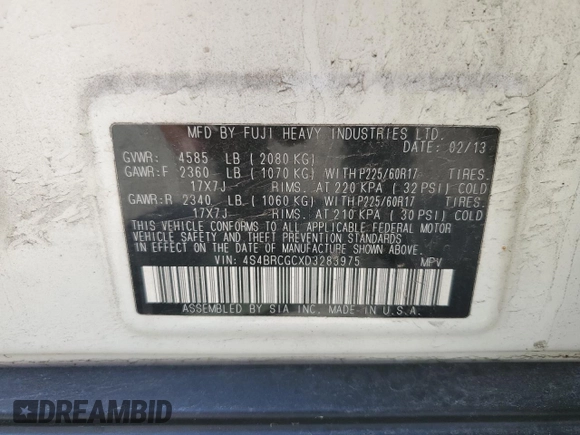 MFD BY FUJI HEAVY INDUSTRIES LTD.
DATE: 02/13
GVWR: 4585 LB ( 2080 KG)
GAWR:F 2360 LB ( 1070 KG) WITH P225/60R17 TIRES.
17X7J RIMS. AT 220 KPA ( 32 PSI) COLD
GAWR:R 2340 LB ( 1060 KG) WITH P225/60R17 TIRES.
17X7J RIMS. AT 210 KPA ( 30 PSI) COLD
THIS VEHICLE CONFORMS TO ALL APPLICABLE FEDERAL MOTOR
VEHICLE SAFETY AND THEFT PREVENTION STANDARDS
IN EFFECT ON THE DATE OF MANUFACTURE SHOWN ABOVE.
VIN: 4S4BRCGCXD3283975 MPV
ASSEMBLED BY SIA INC. MADE IN U.S.A.
DREAMBID